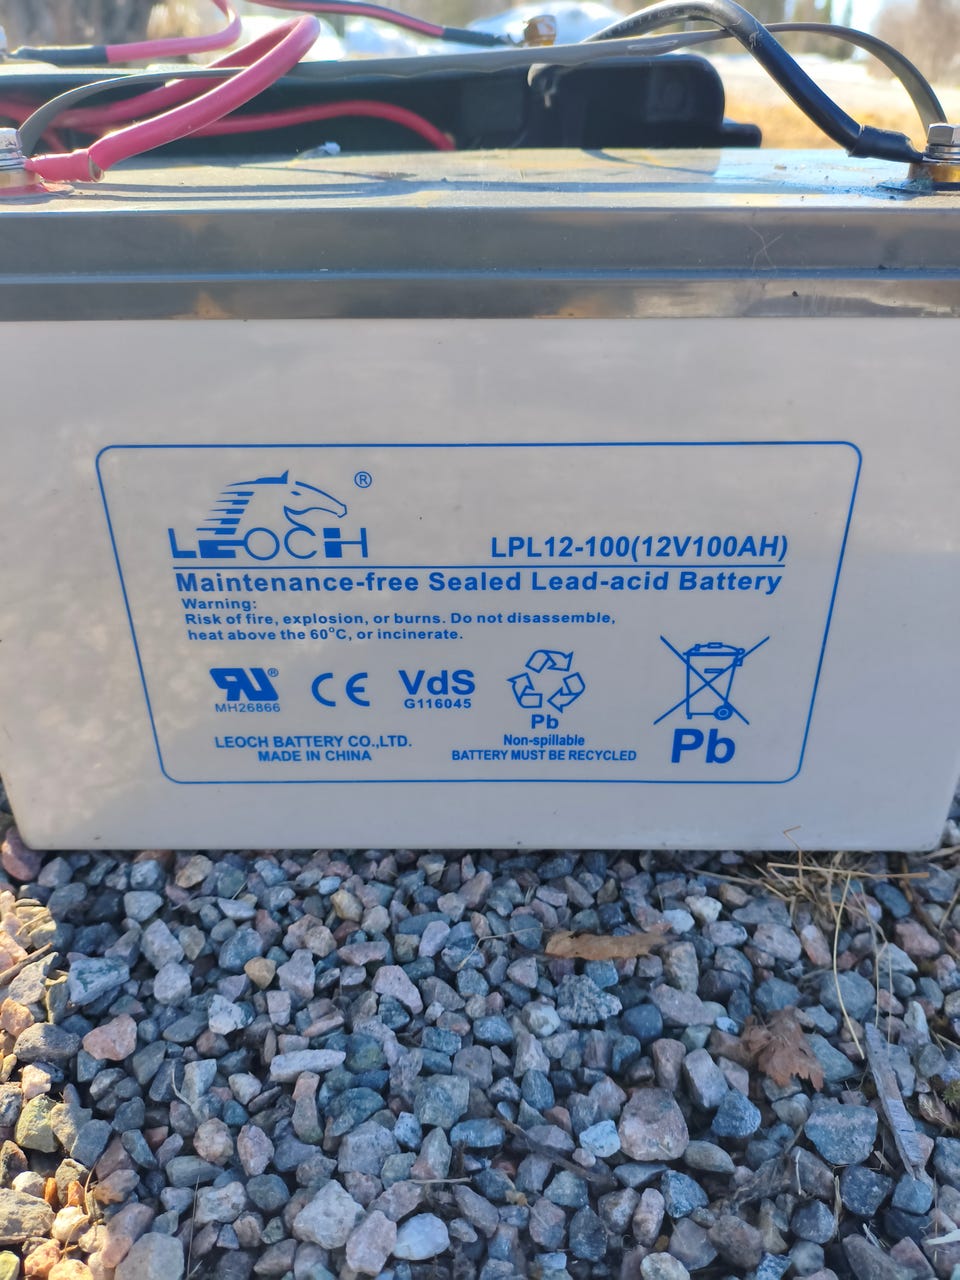 ®
LEOCH
LPL12-100(12V100AH)
Maintenance-free Sealed Lead-acid Battery
Warning:
Risk of fire, explosion, or burns. Do not disassemble,
heat above the 60°C, or incinerate.
RU®
MH26866
CE
VdS
G116045
Pb
Non-spillable
BATTERY MUST BE RECYCLED
Pb
LEOCH BATTERY CO.,LTD.
MADE IN CHINA